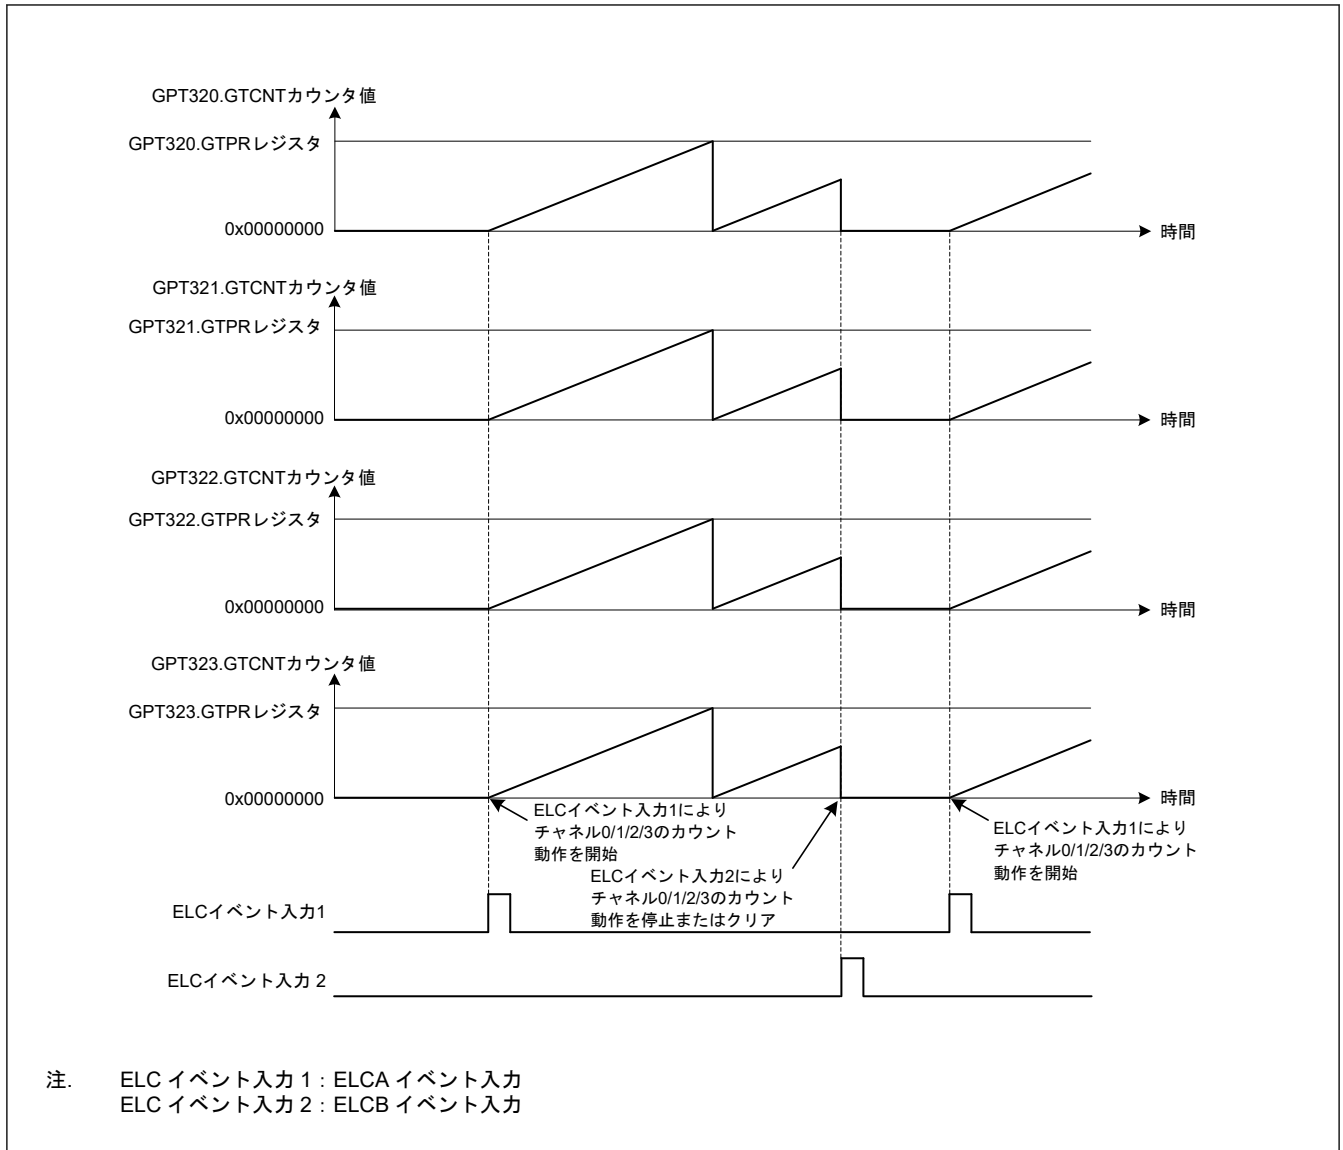 GPT320.GTCNTカウンタ値
GPT320.GTPRレジスタ
0x00000000
時間
GPT321.GTCNTカウンタ値
GPT321.GTPRレジスタ
0x00000000
時間
GPT322.GTCNTカウンタ値
GPT322.GTPRレジスタ
0x00000000
時間
GPT323.GTCNTカウンタ値
GPT323.GTPRレジスタ
0x00000000
時間
ELCイベント入力1により
チャネル0/1/2/3のカウント
動作を開始
ELCイベント入力2により
チャネル0/1/2/3のカウント
動作を停止またはクリア
ELCイベント入力1により
チャネル0/1/2/3のカウント
動作を開始
ELCイベント入力1
ELCイベント入力 2
注. ELC イベント入力 1 : ELCA イベント入力
ELC イベント入力 2 : ELCB イベント入力